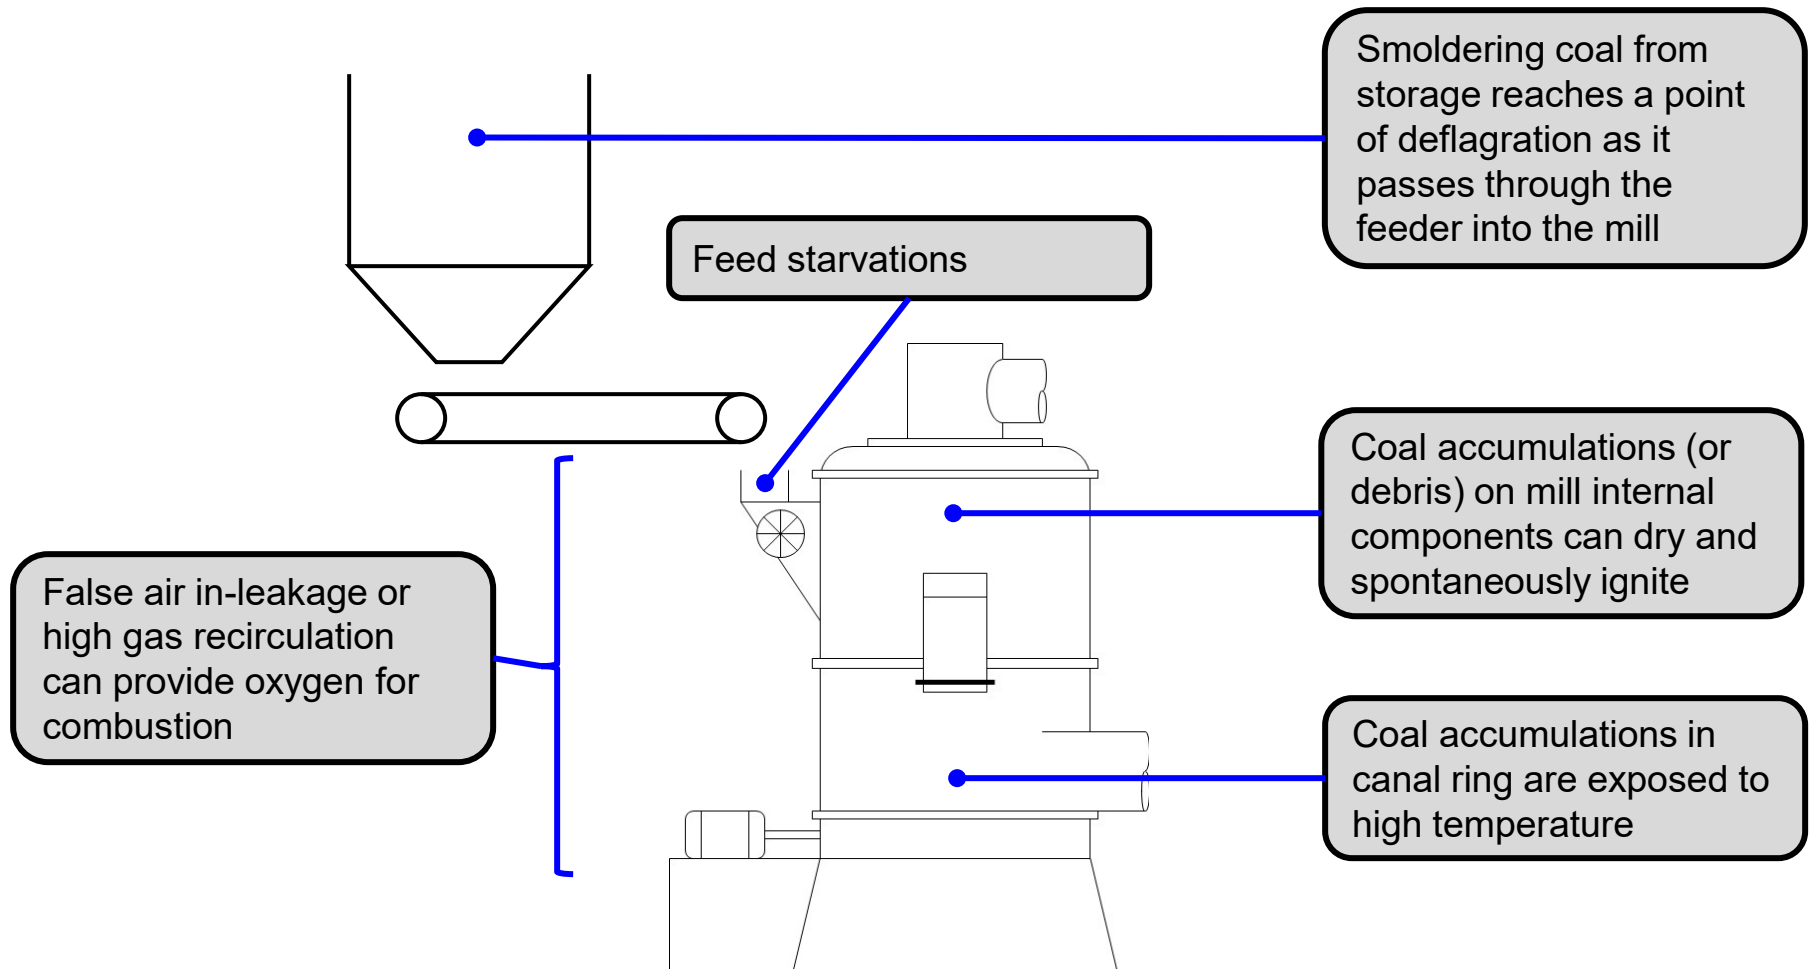 Smoldering coal from
storage reaches a point
of deflagration as it
passes through the
feeder into the mill
Feed starvations
Coal accumulations (or
debris) on mill internal
components can dry and
spontaneously ignite
False air in-leakage or
high gas recirculation
can provide oxygen for
combustion
Coal accumulations in
canal ring are exposed to
high temperature